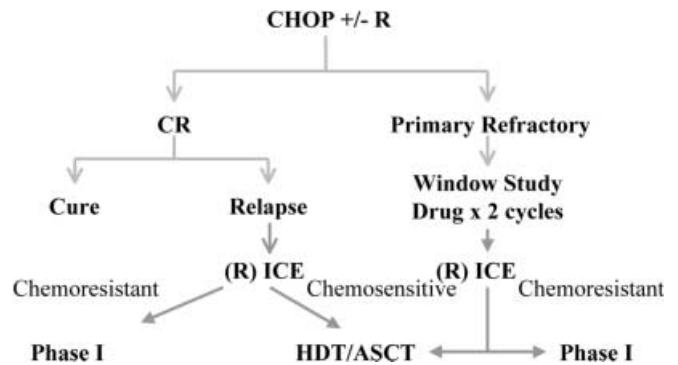 CHOP +/- R
CR
Primary Refractory
Cure
Relapse
Window Study
Drug x 2 cycles
(R) ICE
(R) ICE
Chemoresistant
Chemosensitive
Chemoresistant
Phase I
HDT/ASCT
Phase I